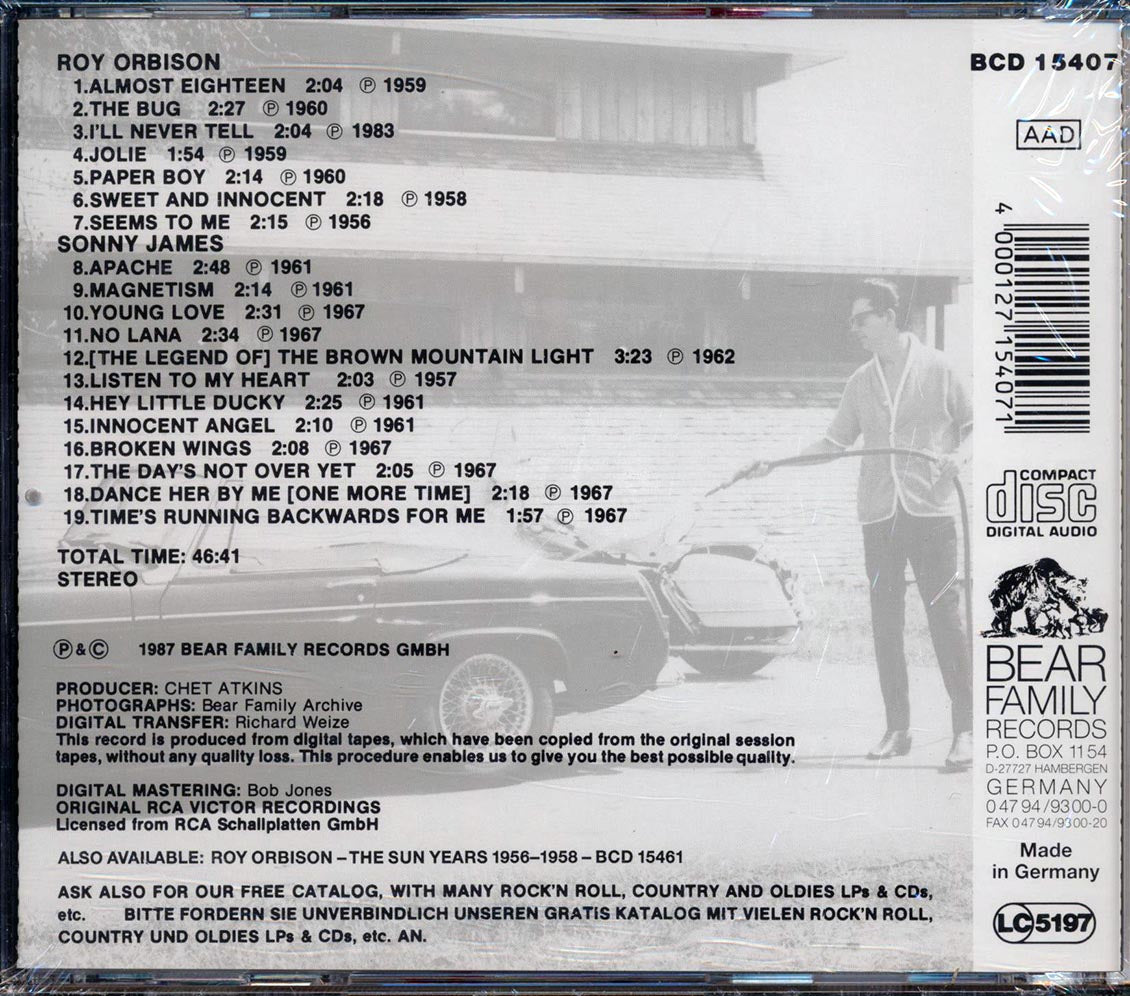 ROY ORBISON
1.ALMOST EIGHTEEN 2:04 Ⓟ 1959
2.THE BUG 2:27 Ⓟ 1960
3.I'LL NEVER TELL 2:04 Ⓟ 1983
4.JOLIE 1:54 Ⓟ 1959
5.PAPER BOY 2:14 Ⓟ 1960
6.SWEET AND INNOCENT 2:18 Ⓟ 1958
7.SEEMS TO ME 2:15 Ⓟ 1956
SONNY JAMES
8.APACHE 2:48 Ⓟ 1961
9.MAGNETISM 2:14 Ⓟ 1961
10.YOUNG LOVE 2:31 Ⓟ 1967
11.NO LANA 2:34 Ⓟ 1967
12.[THE LEGEND OF] THE BROWN MOUNTAIN LIGHT 3:23 Ⓟ 1962
13.LISTEN TO MY HEART 2:03 Ⓟ 1957
14.HEY LITTLE DUCKY 2:25 Ⓟ 1961
15.INNOCENT ANGEL 2:10 Ⓟ 1961
16.BROKEN WINGS 2:08 Ⓟ 1967
17.THE DAY'S NOT OVER YET 2:05 Ⓟ 1967
18.DANCE HER BY ME [ONE MORE TIME] 2:18 Ⓟ 1967
19.TIME'S RUNNING BACKWARDS FOR ME 1:57 Ⓟ 1967
TOTAL TIME: 46:41
STEREO
Ⓟ & Ⓒ 1987 BEAR FAMILY RECORDS GMBH
PRODUCER: CHET ATKINS
PHOTOGRAPHS: Bear Family Archive
DIGITAL TRANSFER: Richard Weize
This record is produced from digital tapes, which have been copied from the original session
tapes, without any quality loss. This procedure enables us to give you the best possible quality.
DIGITAL MASTERING: Bob Jones
ORIGINAL RCA VICTOR RECORDINGS
Licensed from RCA Schallplatten GmbH
ALSO AVAILABLE: ROY ORBISON – THE SUN YEARS 1956–1958 – BCD 15461
ASK ALSO FOR OUR FREE CATALOG, WITH MANY ROCK'N ROLL, COUNTRY AND OLDIES LPs & CDs,
etc. BITTE FORDERN SIE UNVERBINDLICH UNSEREN GRATIS KATALOG MIT VIELEN ROCK'N ROLL,
COUNTRY UND OLDIES LPs & CDs, etc. AN.
BCD 15407
AAD
4 000127 154071
COMPACT
disc
DIGITAL AUDIO
BEAR
FAMILY
RECORDS
P.O. BOX 1154
D-27727 HAMBERGEN
GERMANY
0 47 94 / 93 00-0
FAX 0 47 94 / 93 00-20
Made
in Germany
LC 5197